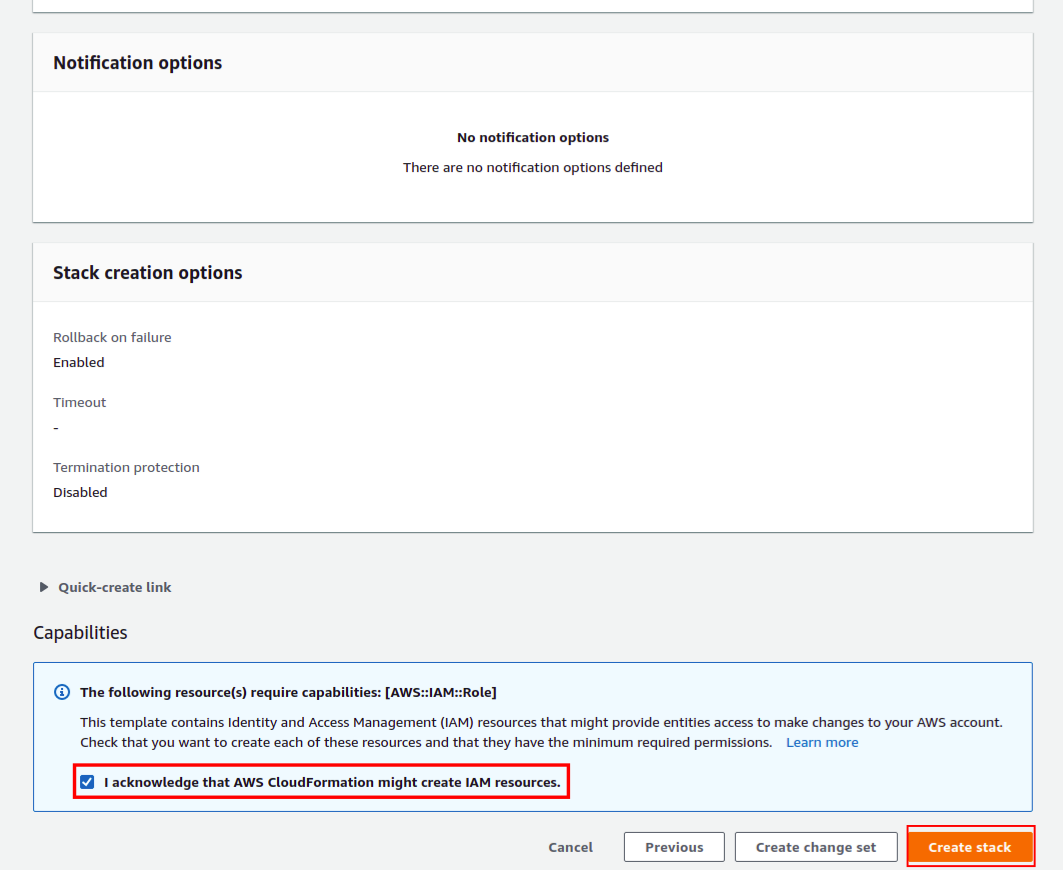 Notification options
No notification options
There are no notification options defined
Stack creation options
Rollback on failure
Enabled
Timeout
-
Termination protection
Disabled
Quick-create link
Capabilities
The following resource(s) require capabilities: [AWS::IAM::Role]
This template contains Identity and Access Management (IAM) resources that might provide entities access to make changes to your AWS account.
Check that you want to create each of these resources and that they have the minimum required permissions. Learn more
I acknowledge that AWS CloudFormation might create IAM resources.
Cancel Previous Create change set Create stack